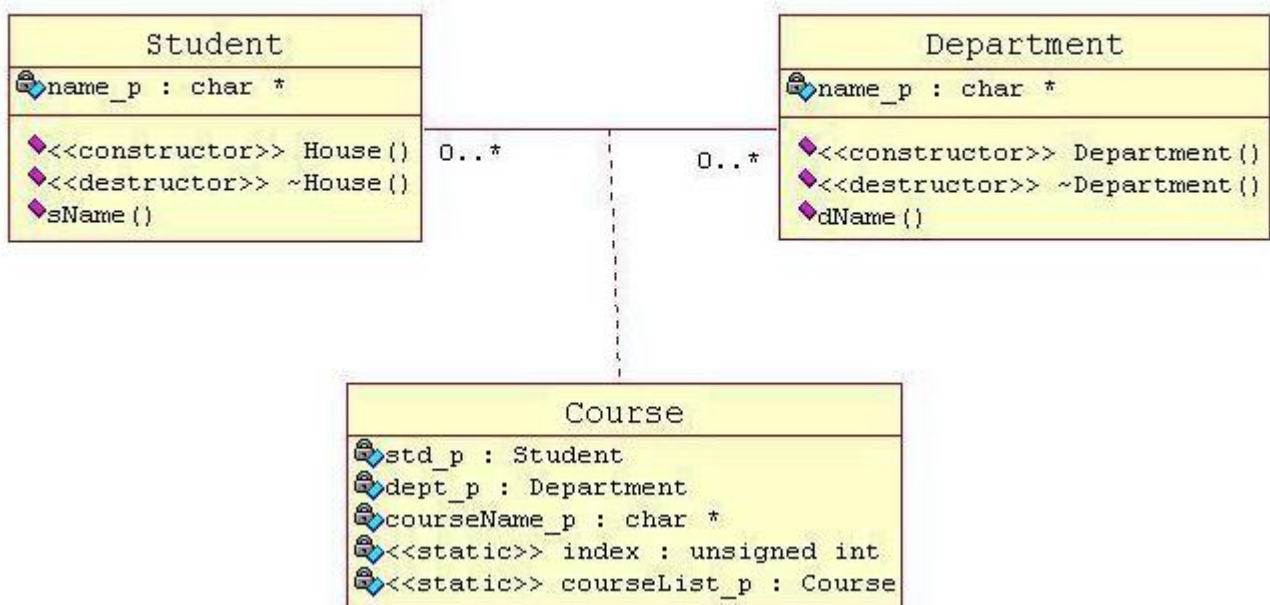 Student
name_p : char *
<<constructor>> House()
<<destructor>> ~House()
sName()
0..*
0..*
Department
name_p : char *
<<constructor>> Department()
<<destructor>> ~Department()
dName()
Course
std_p : Student
dept_p : Department
courseName_p : char *
<<static>> index : unsigned int
<<static>> courseList_p : Course